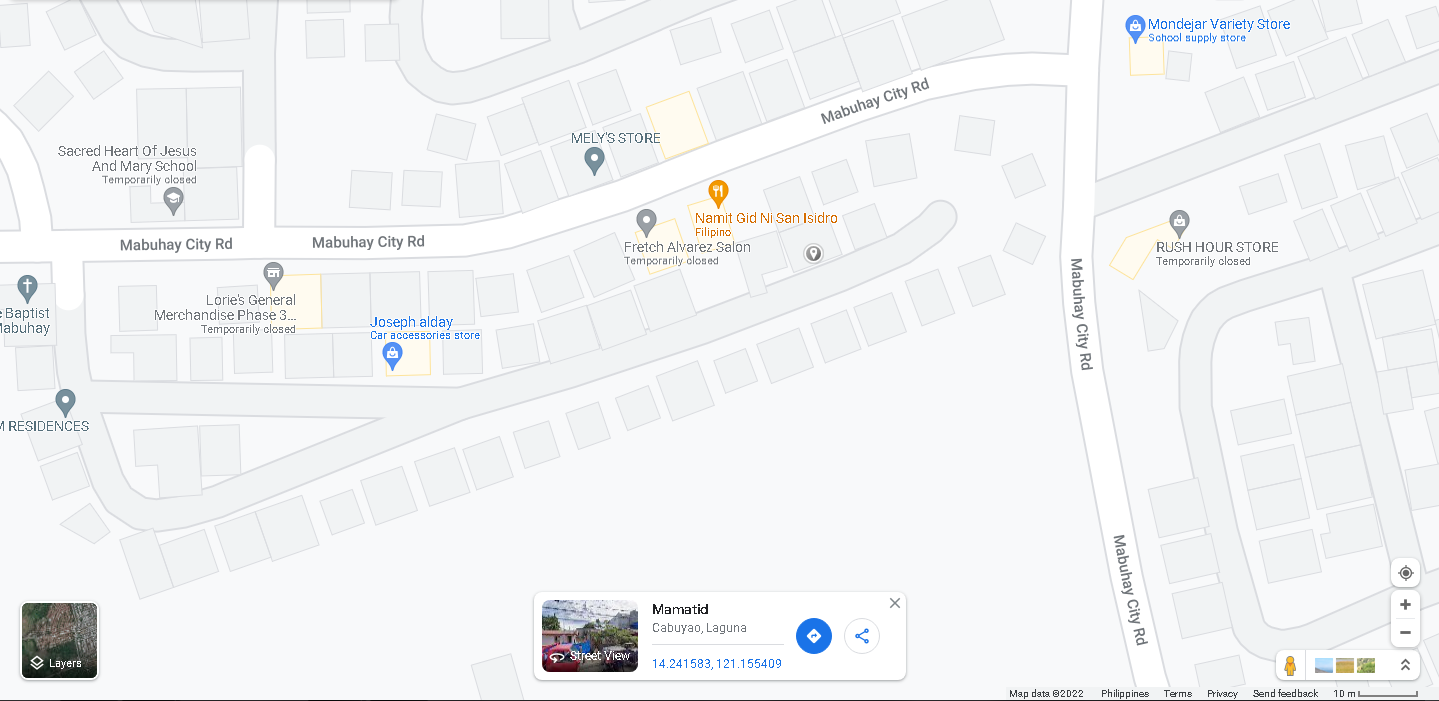 Mondejar Variety Store
School supply store
Mabuhay City Rd
MELY'S STORE
Sacred Heart Of Jesus
And Mary School
Temporarily closed
Namit Gid Ni San Isidro
Filipino
Fretch Alvarez Salon
Temporarily closed
Mabuhay City Rd
Mabuhay City Rd
RUSH HOUR STORE
Temporarily closed
Mabuhay City Rd
e Baptist
Mabuhay
Lorie's General
Merchandise Phase 3...
Temporarily closed
Joseph alday
Car accessories store
M RESIDENCES
Mabuhay City Rd
Mamatid
Cabuyao, Laguna
14.241583, 121.155409
Street View
Layers
Map data ©2022 Philippines Terms Privacy Send feedback 10 m